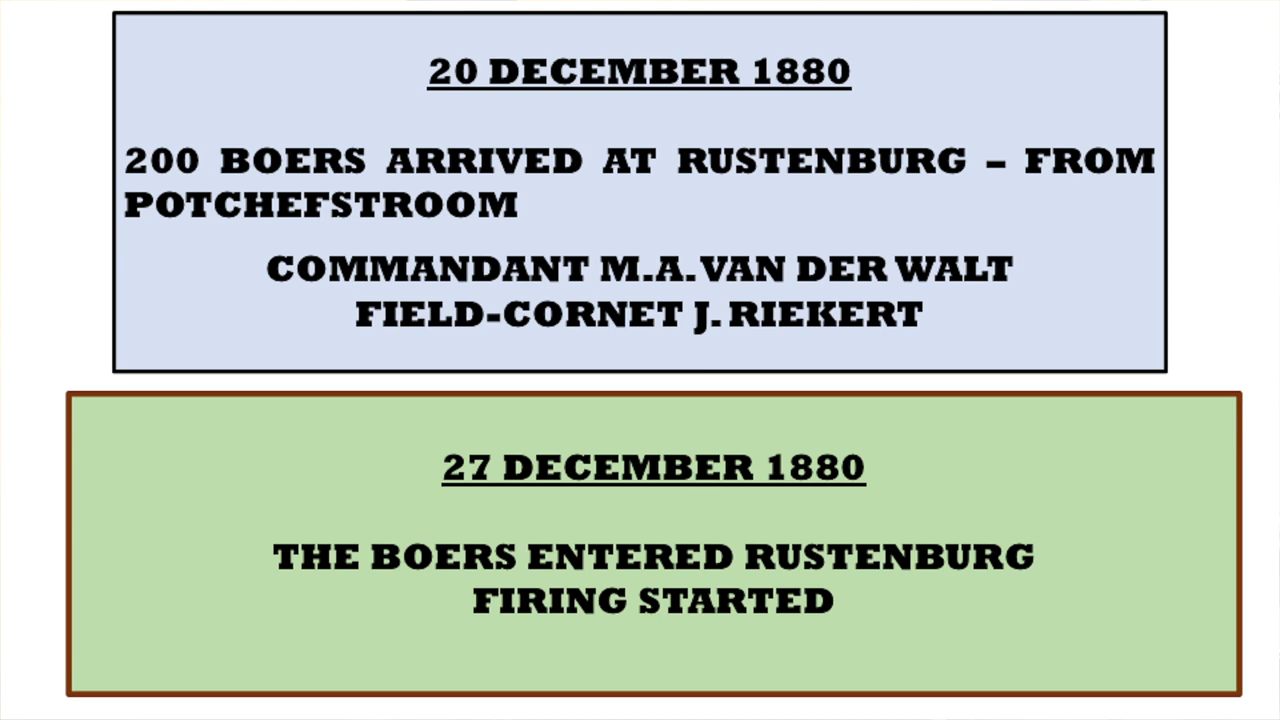 20 DECEMBER 1880
200 BOERS ARRIVED AT RUSTENBURG – FROM
POTCHEFSTROOM
COMMANDANT M.A. VAN DER WALT
FIELD-CORNET J. RIEKERT
27 DECEMBER 1880
THE BOERS ENTERED RUSTENBURG
FIRING STARTED